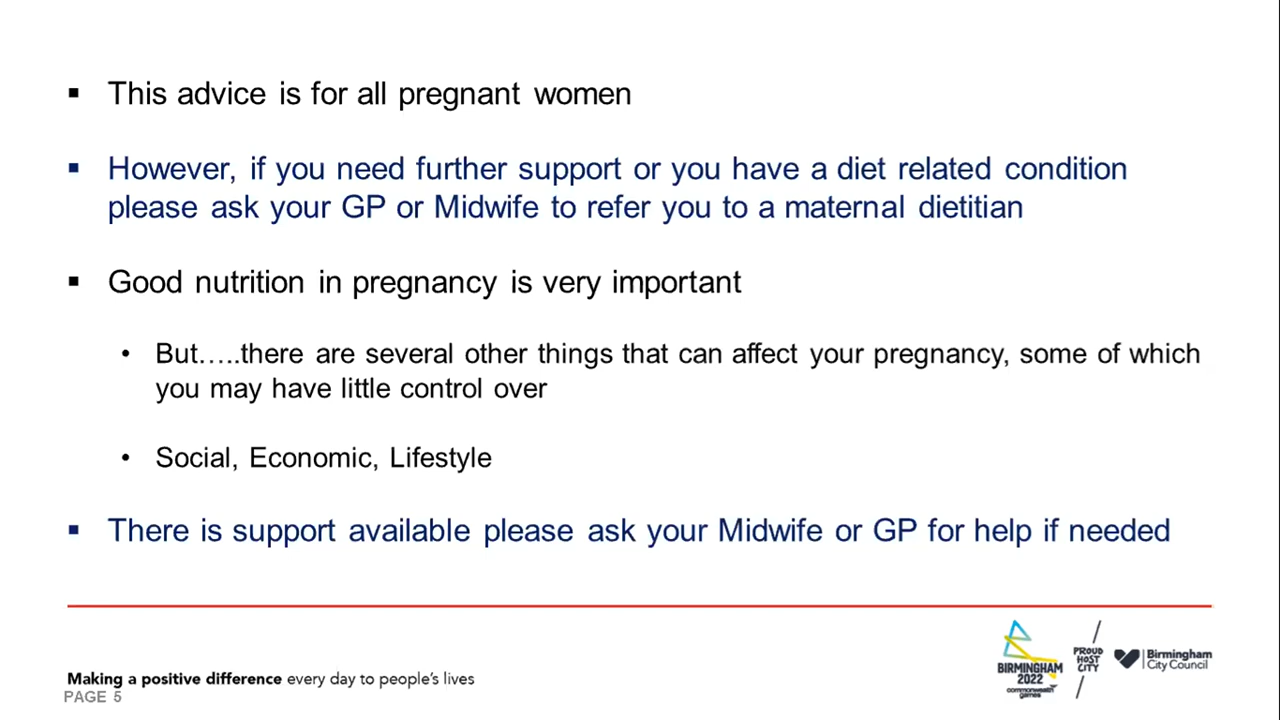 ▪ This advice is for all pregnant women
▪ However, if you need further support or you have a diet related condition
please ask your GP or Midwife to refer you to a maternal dietitian
▪ Good nutrition in pregnancy is very important
• But…..there are several other things that can affect your pregnancy, some of which
you may have little control over
• Social, Economic, Lifestyle
▪ There is support available please ask your Midwife or GP for help if needed
Making a positive difference every day to people's lives
PAGE 5
BIRMINGHAM
2022
commonwealth
games
PROUD
HOST
CITY
Birmingham
City Council